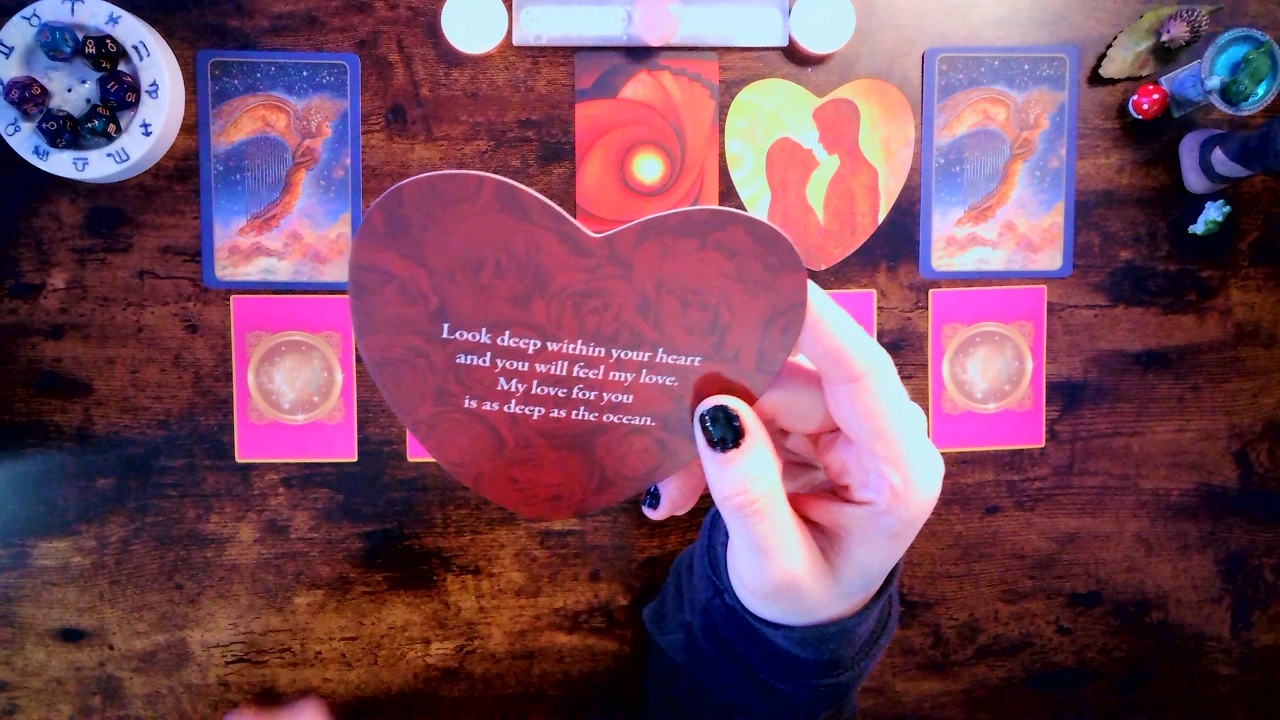 Look deep within your heart
and you will feel my love.
My love for you
is as deep as the ocean.